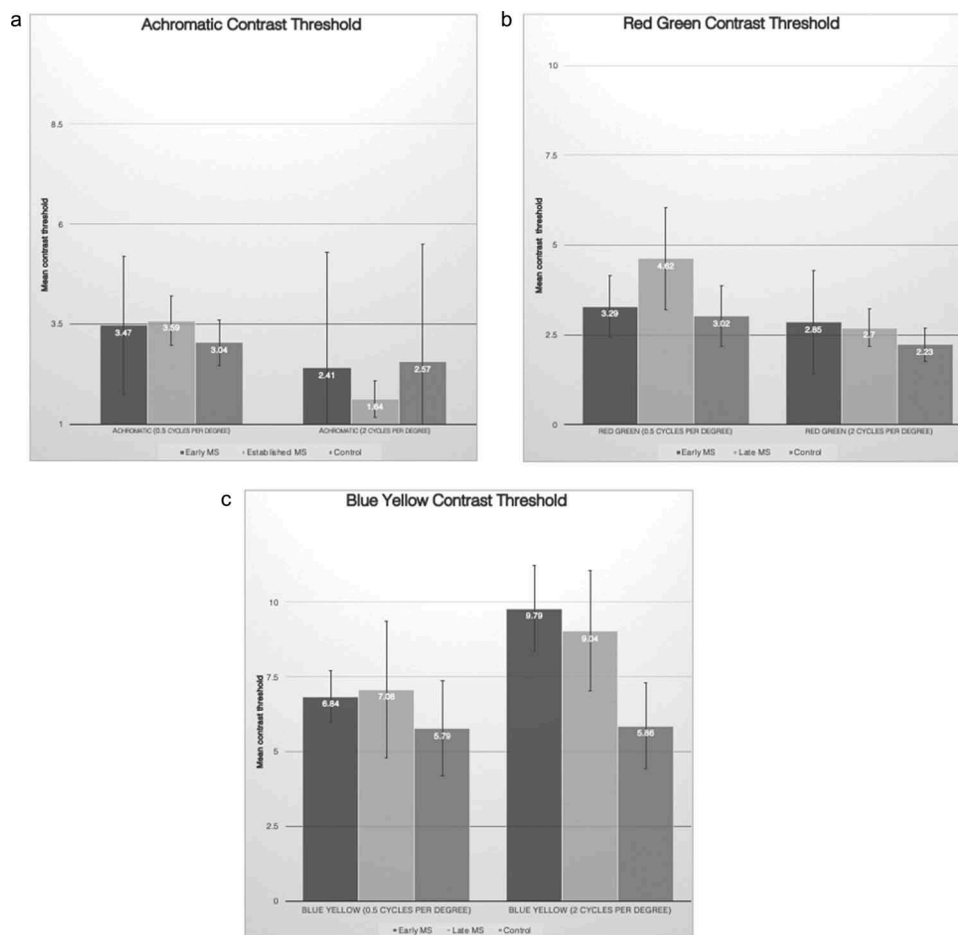 a
Achromatic Contrast Threshold
8.5
6
3.5
1
Mean contrast threshold
3.47
3.59
3.04
2.41
1.64
2.57
ACHROMATIC (0.5 CYCLES PER DEGREE)
ACHROMATIC (2 CYCLES PER DEGREE)
Early MS
Established MS
Control
b
Red Green Contrast Threshold
10
7.5
5
2.5
0
Mean contrast threshold
3.29
4.62
3.02
2.85
2.7
2.23
RED GREEN (0.5 CYCLES PER DEGREE)
RED GREEN (2 CYCLES PER DEGREE)
Early MS
Late MS
Control
c
Blue Yellow Contrast Threshold
10
7.5
5
2.5
0
Mean contrast threshold
6.84
7.08
5.79
9.79
9.04
5.86
BLUE YELLOW (0.5 CYCLES PER DEGREE)
BLUE YELLOW (2 CYCLES PER DEGREE)
Early MS
Late MS
Control